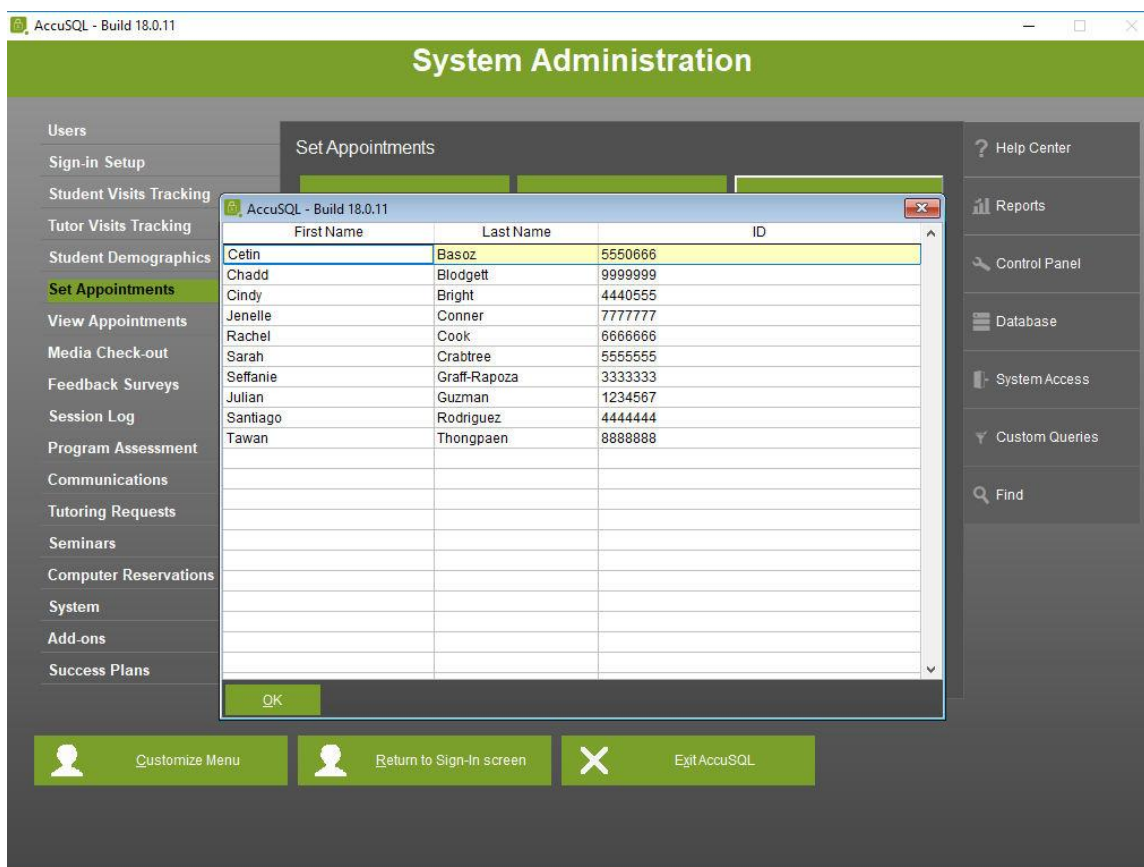 AccuSQL - Build 18.0.11
System Administration
Users
Sign-in Setup
Student Visits Tracking
Tutor Visits Tracking
Student Demographics
Set Appointments
View Appointments
Media Check-out
Feedback Surveys
Session Log
Program Assessment
Communications
Tutoring Requests
Seminars
Computer Reservations
System
Add-ons
Success Plans
Set Appointments
AccuSQL - Build 18.0.11
First Name Last Name ID
Cetin Basoz 5550666
Chadd Blodgett 9999999
Cindy Bright 4440555
Jenelle Conner 7777777
Rachel Cook 6666666
Sarah Crabtree 5555555
Seffanie Graff-Rapoza 3333333
Julian Guzman 1234567
Santiago Rodriguez 4444444
Tawan Thongpaen 8888888
OK
? Help Center
Reports
Control Panel
Database
System Access
Custom Queries
Find
Customize Menu
Return to Sign-In screen
Exit AccuSQL